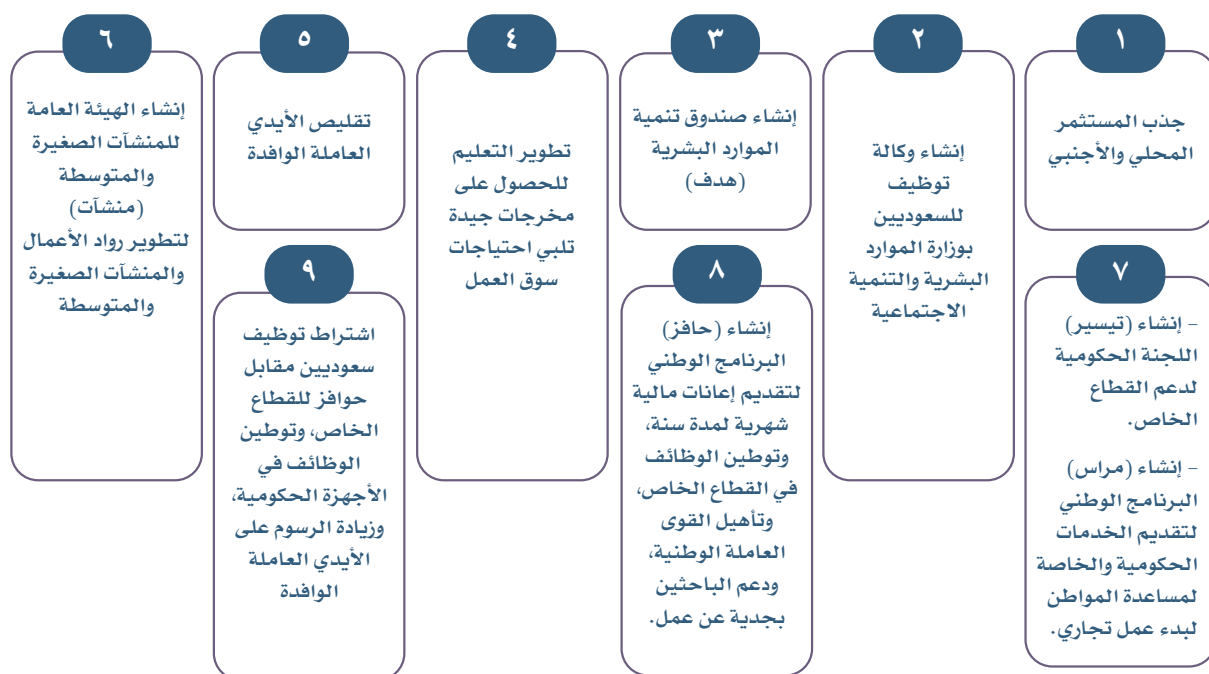 ١
جذب المستثمر
المحلي والأجنبي
٢
إنشاء وكالة
توظيف
للسعوديين
بوزارة الموارد
البشرية والتنمية
الاجتماعية
٣
إنشاء صندوق تنمية
الموارد البشرية
(هدف)
٤
تطوير التعليم
للحصول على
مخرجات جيدة
تلبي احتياجات
سوق العمل
٥
تقليص الأيدي
العاملة الوافدة
٦
إنشاء الهيئة العامة
للمنشآت الصغيرة
والمتوسطة
(منشآت)
لتطوير رواد الأعمال
والمنشآت الصغيرة
والمتوسطة
٧
- إنشاء (تيسير)
اللجنة الحكومية
لدعم القطاع
الخاص.
- إنشاء (مراس)
البرنامج الوطني
لتقديم الخدمات
الحكومية والخاصة
لمساعدة المواطن
لبدء عمل تجاري.
٨
إنشاء (حافز)
البرنامج الوطني
لتقديم إعانات مالية
شهرية لمدة سنة،
وتوطين الوظائف
في القطاع الخاص،
وتأهيل القوى
العاملة الوطنية،
ودعم الباحثين
بجدية عن عمل.
٩
اشتراط توظيف
سعوديين مقابل
حوافز للقطاع
الخاص، وتوطين
الوظائف في
الأجهزة الحكومية،
وزيادة الرسوم على
الأيدي العاملة
الوافدة